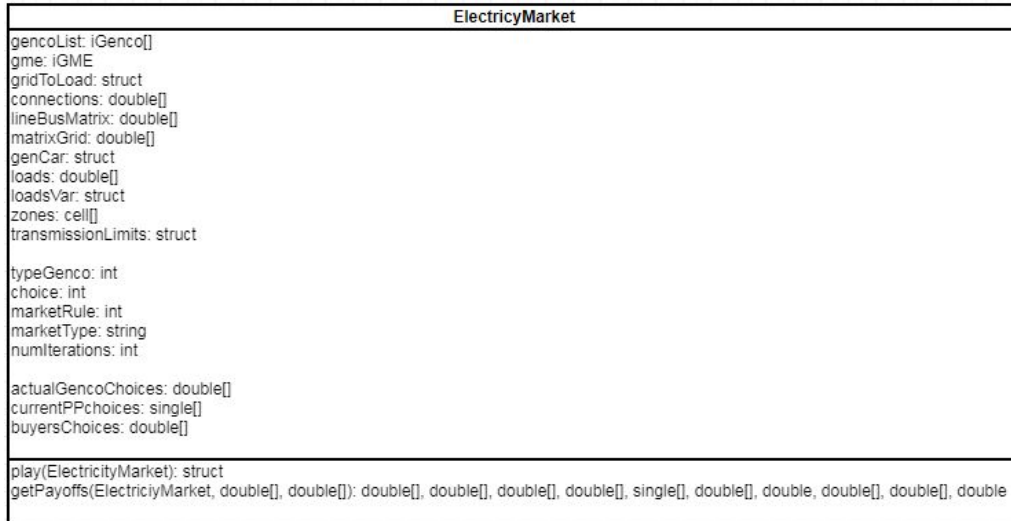 ElectricyMarket
gencoList: iGenco[]
gme: iGME
gridToLoad: struct
connections: double[]
lineBusMatrix: double[]
matrixGrid: double[]
genCar: struct
loads: double[]
loadsVar: struct
zones: cell[]
transmissionLimits: struct
typeGenco: int
choice: int
marketRule: int
marketType: string
numIterations: int
actualGencoChoices: double[]
currentPPchoices: single[]
buyersChoices: double[]
play(ElectricityMarket): struct
getPayoffs(ElectriciyMarket, double[], double[]): double[], double[], double[], double[], single[], double[], double, double[], double[], double